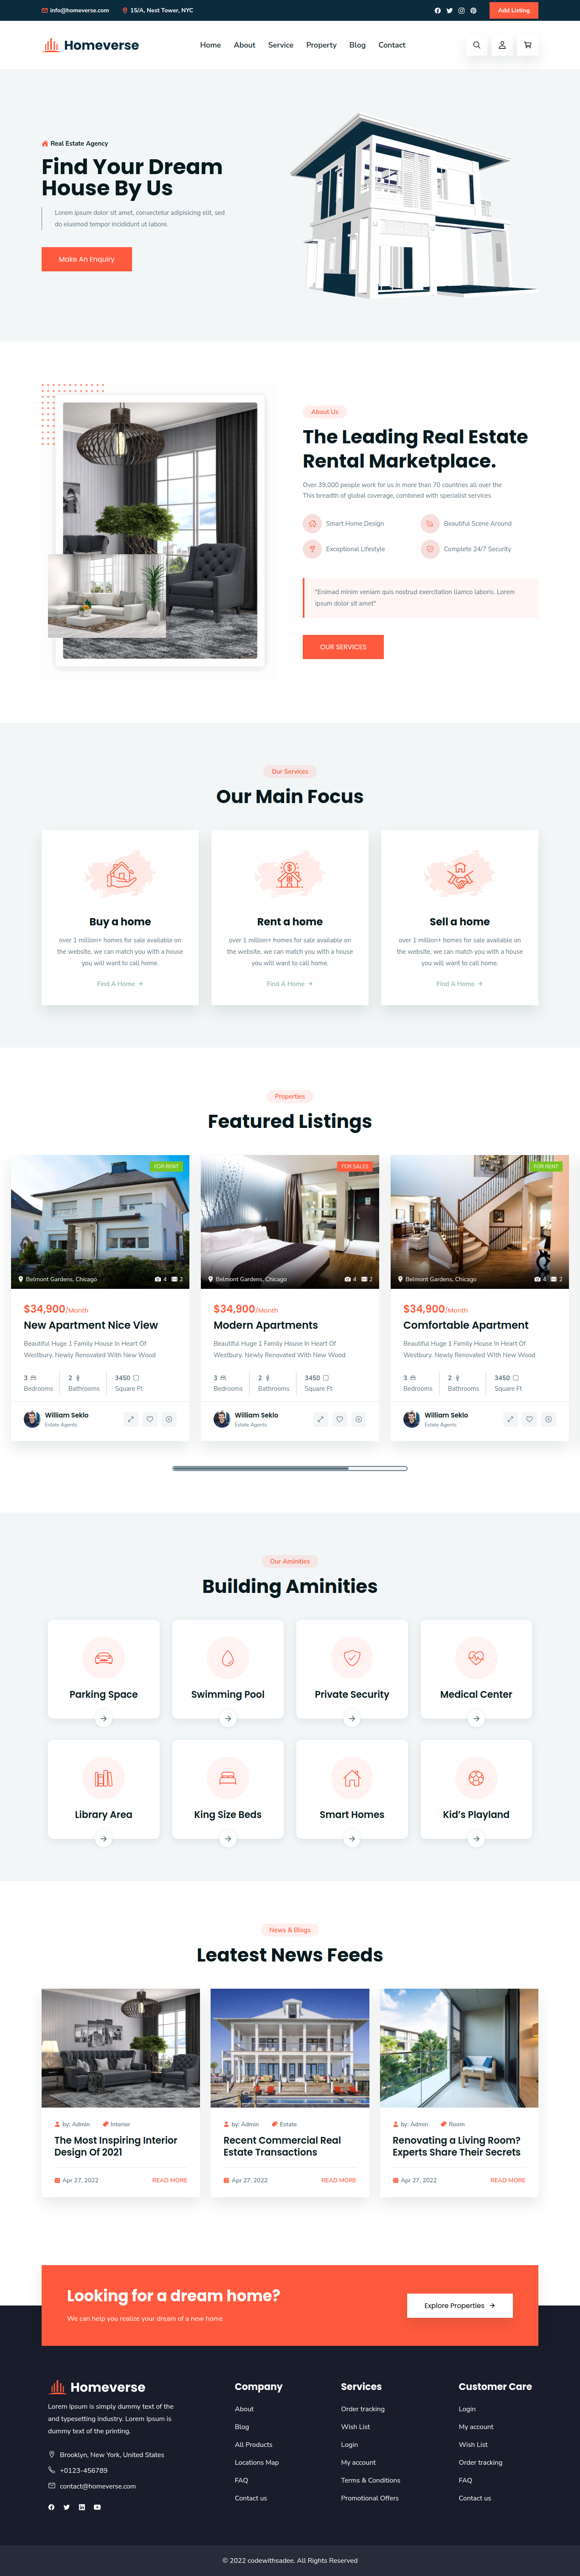 info@homeverse.com
15/A, Nest Tower, NYC
Add Listing
Homeverse
Home
About
Service
Property
Blog
Contact
Real Estate Agency
Find Your Dream
House By Us
Lorem ipsum dolor sit amet, consectetur adipisicing elit, sed
do eiusmod tempor incididunt ut labore.
Make An Enquiry
About Us
The Leading Real Estate
Rental Marketplace.
Over 39,000 people work for us in more than 70 countries all over the
This breadth of global coverage, combined with specialist services
Smart Home Design
Beautiful Scene Around
Exceptional Lifestyle
Complete 24/7 Security
"Enimad minim veniam quis nostrud exercitation llamco laboris. Lorem
ipsum dolor sit amet"
OUR SERVICES
Our Services
Our Main Focus
Buy a home
over 1 million+ homes for sale available on
the website, we can match you with a house
you will want to call home.
Find A Home
Rent a home
over 1 million+ homes for sale available on
the website, we can match you with a house
you will want to call home.
Find A Home
Sell a home
over 1 million+ homes for sale available on
the website, we can match you with a house
you will want to call home.
Find A Home
Properties
Featured Listings
FOR RENT
Belmont Gardens, Chicago
4
2
$34,900/Month
New Apartment Nice View
Beautiful Huge 1 Family House In Heart Of
Westbury. Newly Renovated With New Wood
3
2
3450
Bedrooms
Bathrooms
Square Ft
William Seklo
Estate Agents
FOR SALES
Belmont Gardens, Chicago
4
2
$34,900/Month
Modern Apartments
Beautiful Huge 1 Family House In Heart Of
Westbury. Newly Renovated With New Wood
3
2
3450
Bedrooms
Bathrooms
Square Ft
William Seklo
Estate Agents
FOR RENT
Belmont Gardens, Chicago
4
2
$34,900/Month
Comfortable Apartment
Beautiful Huge 1 Family House In Heart Of
Westbury. Newly Renovated With New Wood
3
2
3450
Bedrooms
Bathrooms
Square Ft
William Seklo
Estate Agents
Our Aminities
Building Aminities
Parking Space
Swimming Pool
Private Security
Medical Center
Library Area
King Size Beds
Smart Homes
Kid's Playland
News & Blogs
Leatest News Feeds
by: Admin
Interior
The Most Inspiring Interior
Design Of 2021
Apr 27, 2022
READ MORE
by: Admin
Estate
Recent Commercial Real
Estate Transactions
Apr 27, 2022
READ MORE
by: Admin
Room
Renovating a Living Room?
Experts Share Their Secrets
Apr 27, 2022
READ MORE
Looking for a dream home?
We can help you realize your dream of a new home
Explore Properties
Homeverse
Lorem Ipsum is simply dummy text of the
and typesetting industry. Lorem Ipsum is
dummy text of the printing.
Brooklyn, New York, United States
+0123-456789
contact@homeverse.com
Company
About
Blog
All Products
Locations Map
FAQ
Contact us
Services
Order tracking
Wish List
Login
My account
Terms & Conditions
Promotional Offers
Customer Care
Login
My account
Wish List
Order tracking
FAQ
Contact us
© 2022 codewithsadee. All Rights Reserved